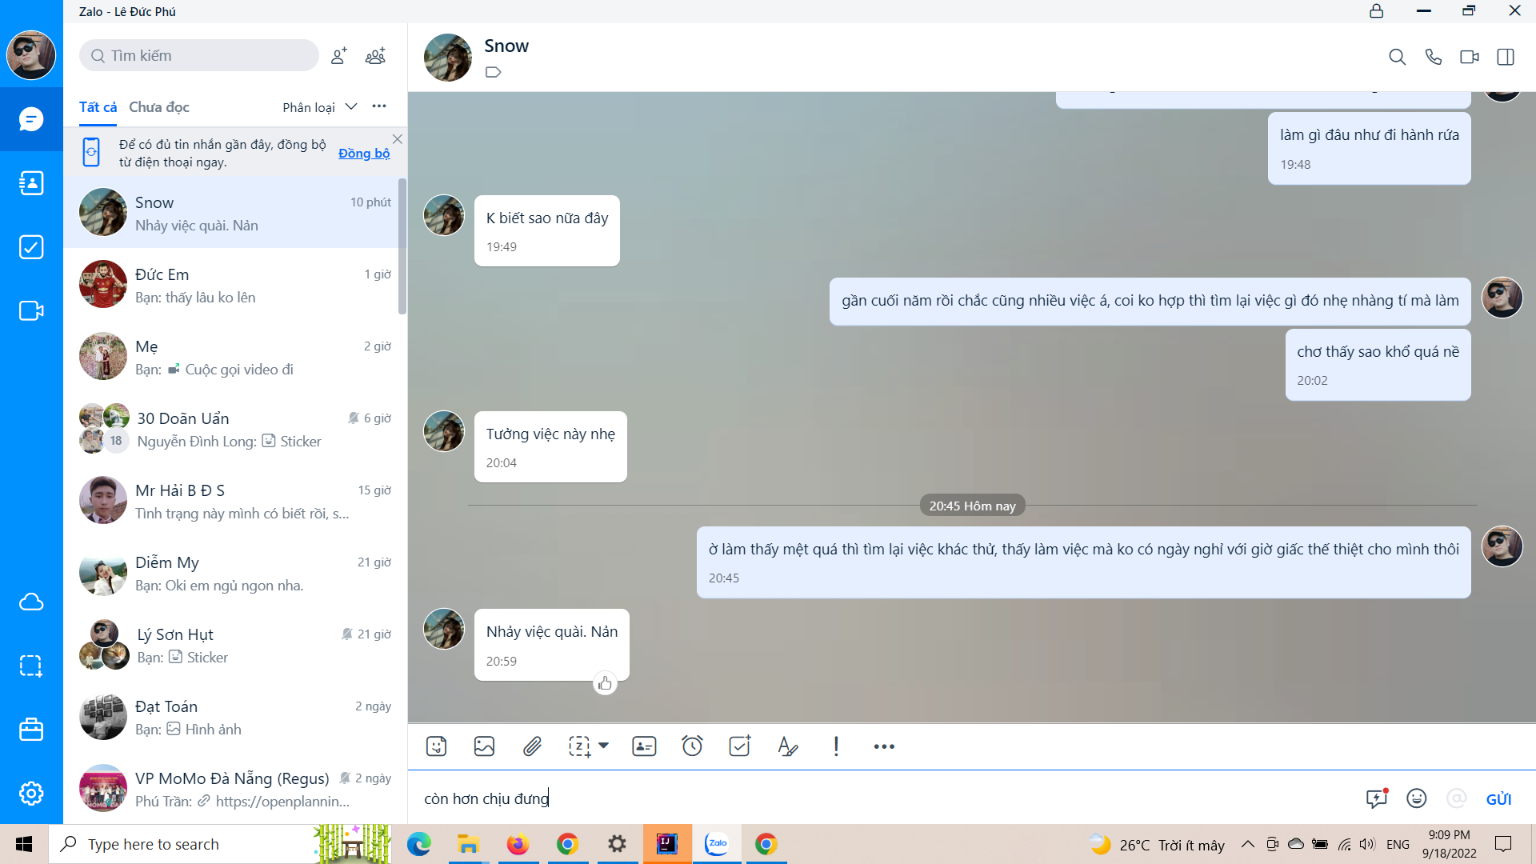 Zalo - Lê Đức Phú
Tìm kiếm
Tất cả
Chưa đọc
Phân loại
Để có đủ tin nhắn gần đây, đồng bộ
từ điện thoại ngay.
Đồng bộ
Snow
10 phút
Nhảy việc quài. Nản
Đức Em
1 giờ
Bạn: thấy lâu ko lên
Mẹ
2 giờ
Bạn: Cuộc gọi video đi
30 Doãn Uẩn
6 giờ
18
Nguyễn Đình Long: Sticker
Mr Hải B Đ S
15 giờ
Tình trạng này mình có biết rồi, s...
Diễm My
21 giờ
Bạn: Oki em ngủ ngon nha.
Lý Sơn Hụt
21 giờ
Bạn: Sticker
Đạt Toán
2 ngày
Bạn: Hình ảnh
VP MoMo Đà Nẵng (Regus)
2 ngày
Phú Trần: https://openplannin...
Snow
làm gì đâu như đi hành rứa
19:48
K biết sao nữa đây
19:49
gần cuối năm rồi chắc cũng nhiều việc á, coi ko hợp thì tìm lại việc gì đó nhẹ nhàng tí mà làm
chơ thấy sao khổ quá nề
20:02
Tưởng việc này nhẹ
20:04
20:45 Hôm nay
ờ làm thấy mệt quá thì tìm lại việc khác thử, thấy làm việc mà ko có ngày nghỉ với giờ giấc thế thiệt cho mình thôi
20:45
Nhảy việc quài. Nản
20:59
còn hơn chịu đưng
GỬI
Type here to search
Zalo
26°C Trời ít mây
ENG
9:09 PM
9/18/2022